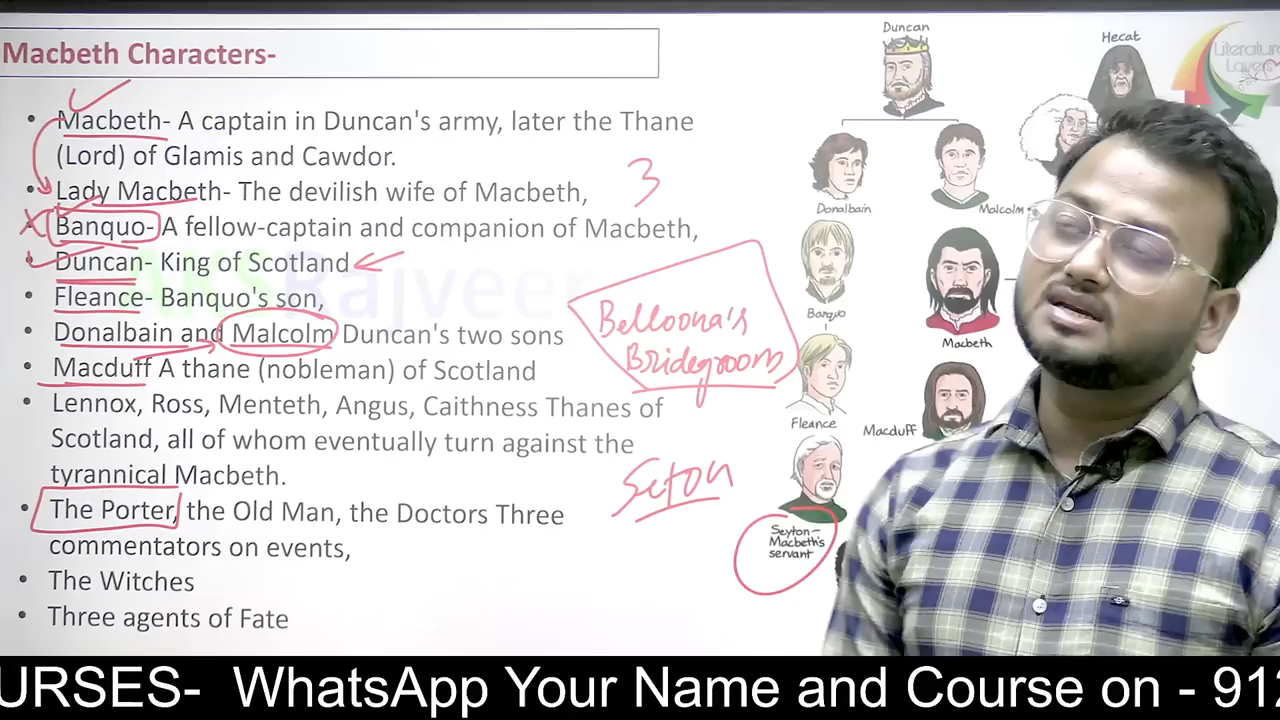 Macbeth Characters-
• Macbeth- A captain in Duncan's army, later the Thane
(Lord) of Glamis and Cawdor.
• Lady Macbeth- The devilish wife of Macbeth,
3
Banquo- A fellow-captain and companion of Macbeth,
• Duncan- King of Scotland
Rajveer
• Fleance- Banquo's son,
• Donalbain and Malcolm Duncan's two sons
• Macduff A thane (nobleman) of Scotland
• Lennox, Ross, Menteth, Angus, Caithness Thanes of
Scotland, all of whom eventually turn against the
tyrannical Macbeth.
• The Porter, the Old Man, the Doctors Three
commentators on events,
• The Witches
• Three agents of Fate
Belloona's
Bridegroom
Seton
Duncan
Hecat
Literature
Lovers
Donalbain
Malcolm
Banquo
Macbeth
Fleance
Macduff
Seyton-
Macbeth's
servant
URSES- WhatsApp Your Name and Course on - 91